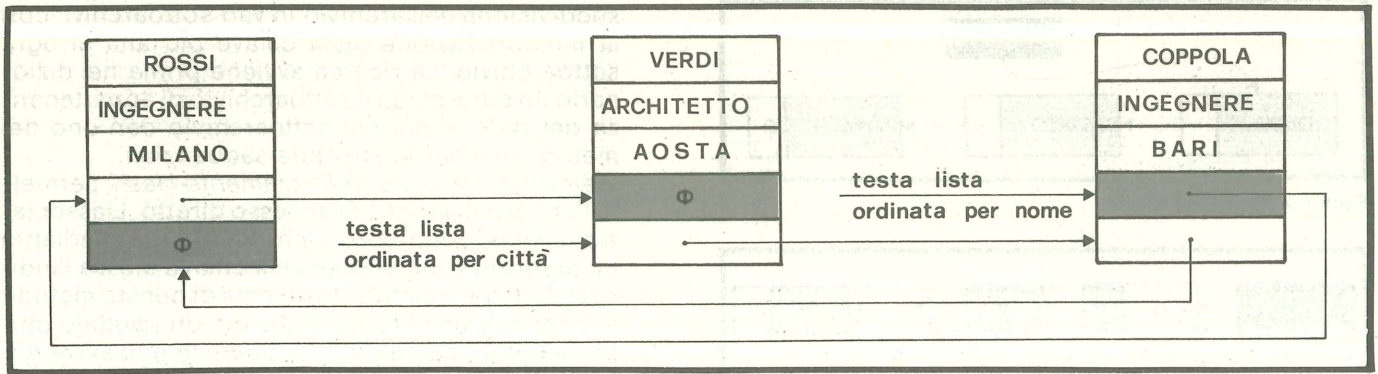 ROSSI
INGEGNERE
MILANO
Φ
testa lista
ordinata per città
VERDI
ARCHITETTO
AOSTA
Φ
testa lista
ordinata per nome
COPPOLA
INGEGNERE
BARI